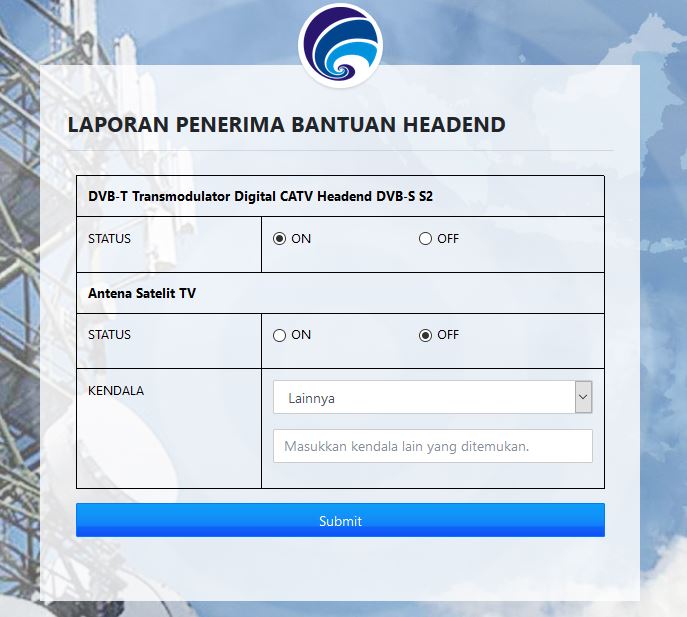 LAPORAN PENERIMA BANTUAN HEADEND
DVB-T Transmodulator Digital CATV Headend DVB-S S2
STATUS ON OFF
Antena Satelit TV
STATUS ON OFF
KENDALA Lainnya
Masukkan kendala lain yang ditemukan.
Submit